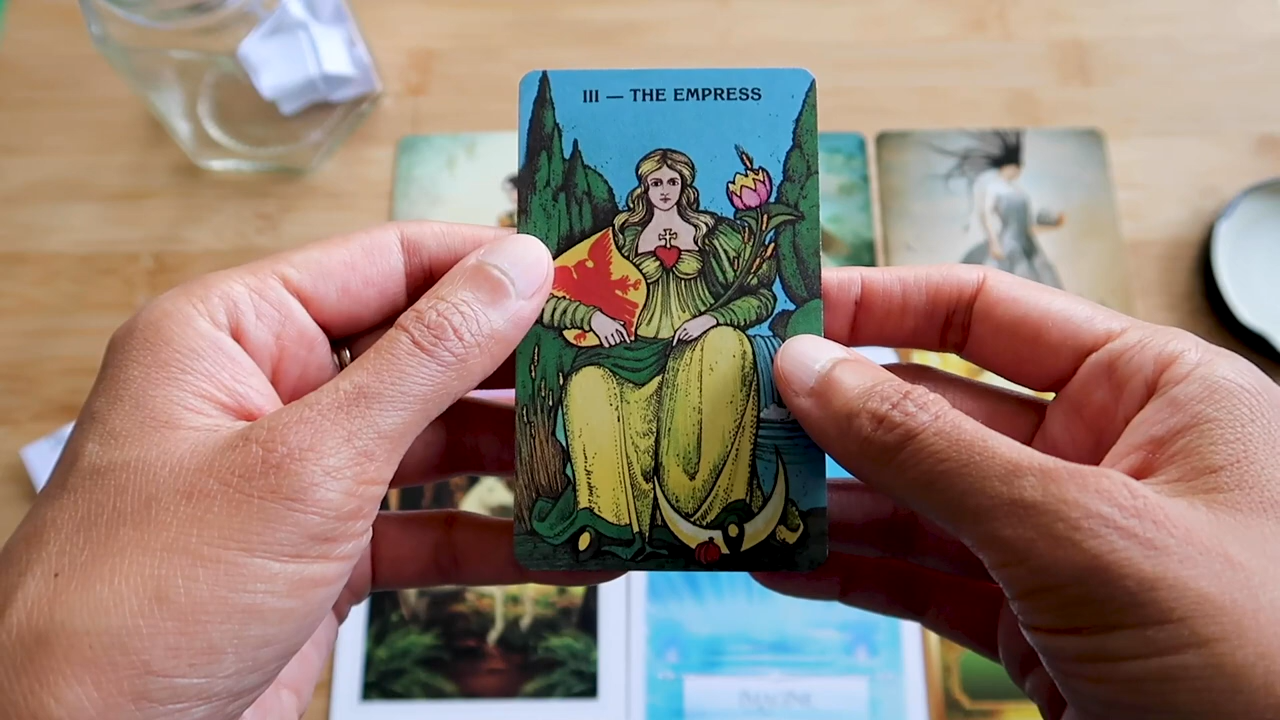 III — THE EMPRESS